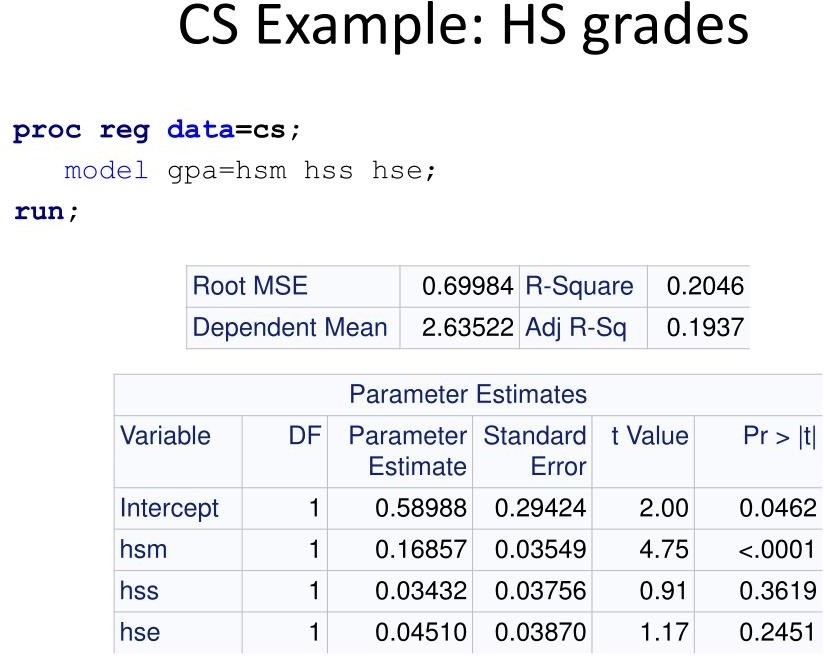 CS Example: HS grades
proc reg data=cs;
model gpa=hsm hss hse;
run;
Root MSE 0.69984 R-Square 0.2046
Dependent Mean 2.63522 Adj R-Sq 0.1937
Parameter Estimates
Variable DF Parameter Estimate Standard Error t Value Pr > |t|
Intercept 1 0.58988 0.29424 2.00 0.0462
hsm 1 0.16857 0.03549 4.75 <.0001
hss 1 0.03432 0.03756 0.91 0.3619
hse 1 0.04510 0.03870 1.17 0.2451